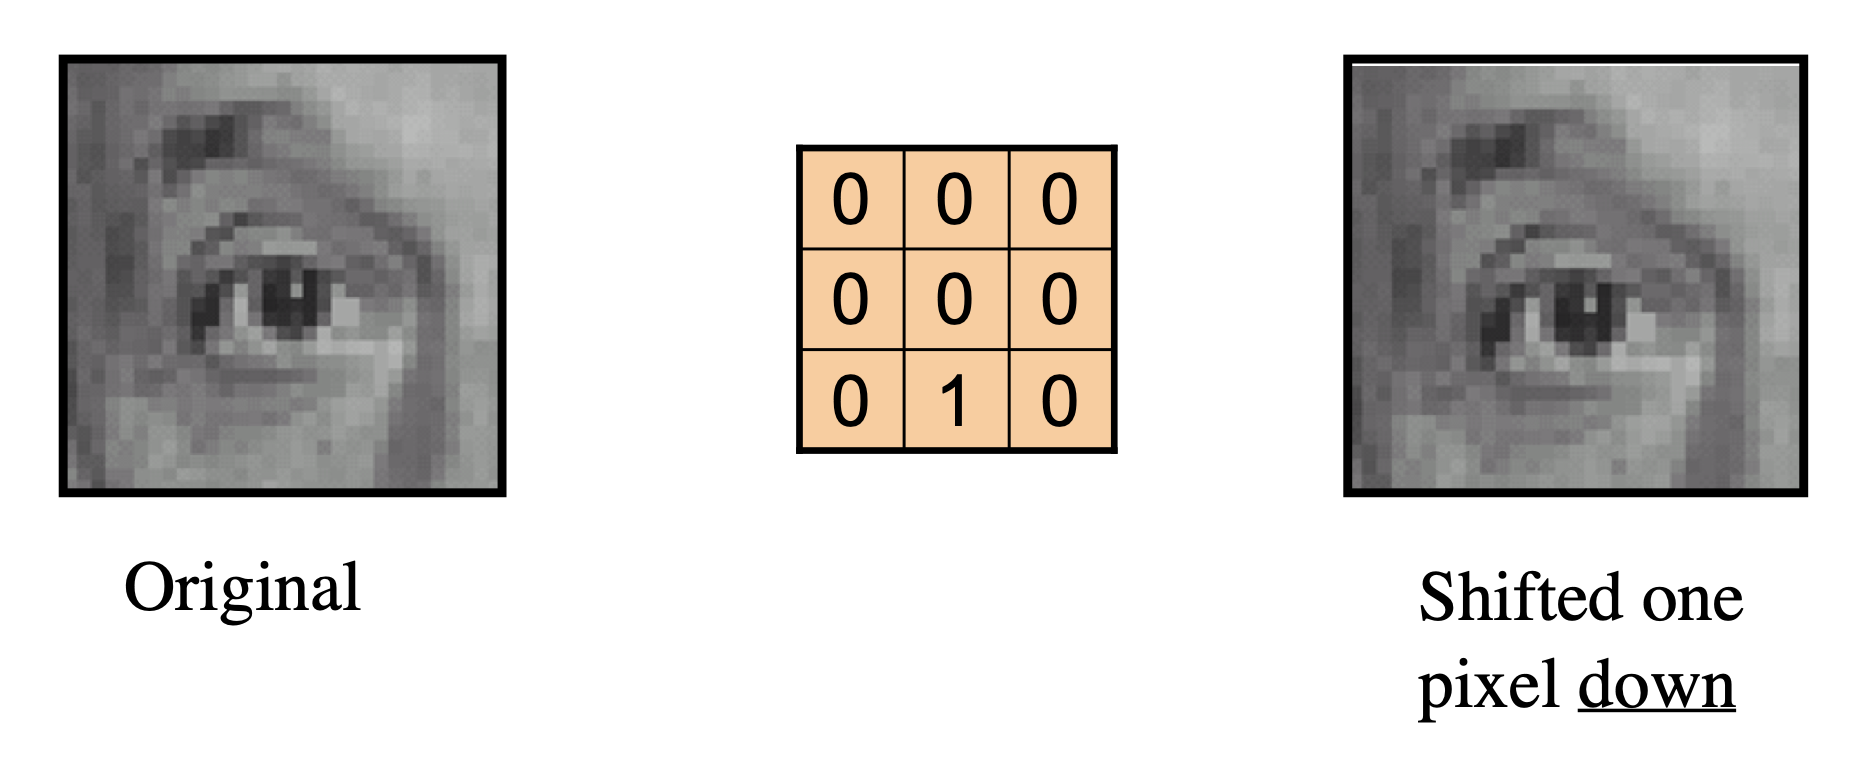 0 0 0
0 0 0
0 1 0
Original
Shifted one
pixel down